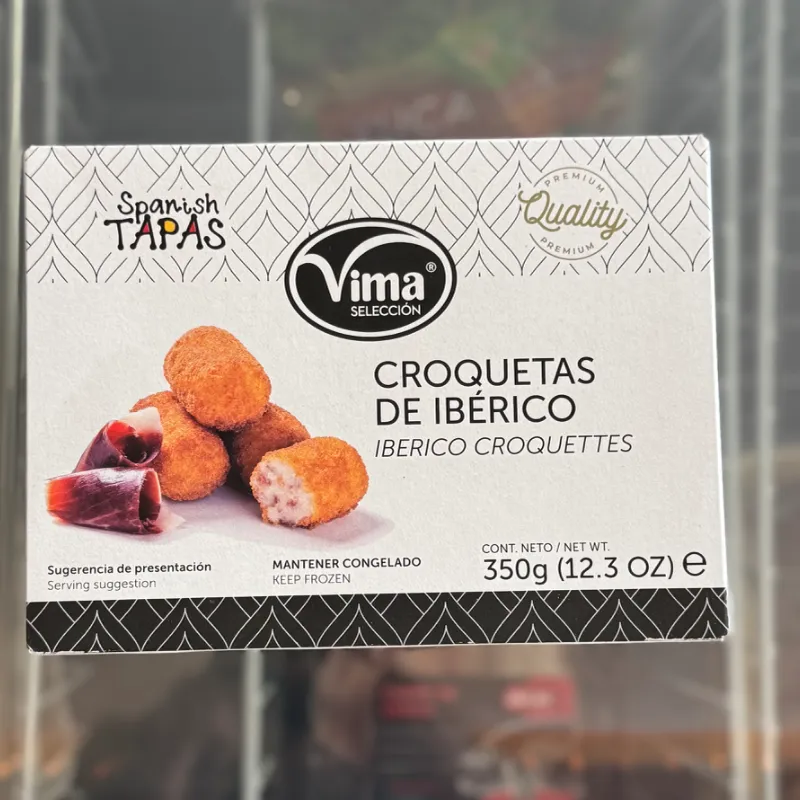 Spanish
TAPAS
PREMIUM
Quality
PREMIUM
Vima®
SELECCIÓN
CROQUETAS
DE IBÉRICO
IBERICO CROQUETTES
Sugerencia de presentación
Serving suggestion
MANTENER CONGELADO
KEEP FROZEN
CONT. NETO / NET WT.
350g (12.3 OZ) ℮